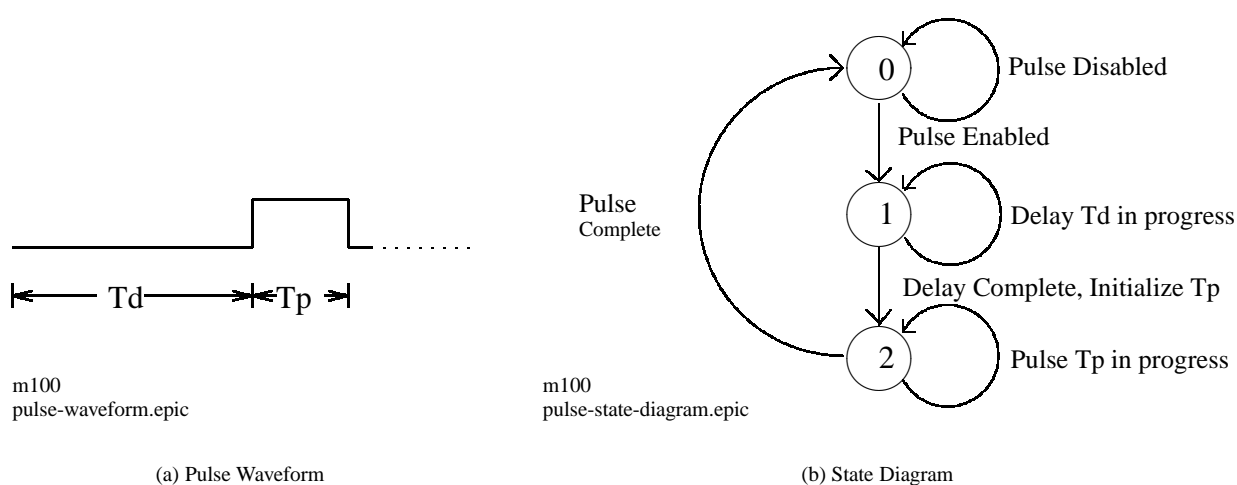 Td
Tp
m100
pulse-waveform.epic
(a) Pulse Waveform
0
Pulse Disabled
Pulse Enabled
Pulse
Complete
1
Delay Td in progress
Delay Complete, Initialize Tp
2
Pulse Tp in progress
m100
pulse-state-diagram.epic
(b) State Diagram